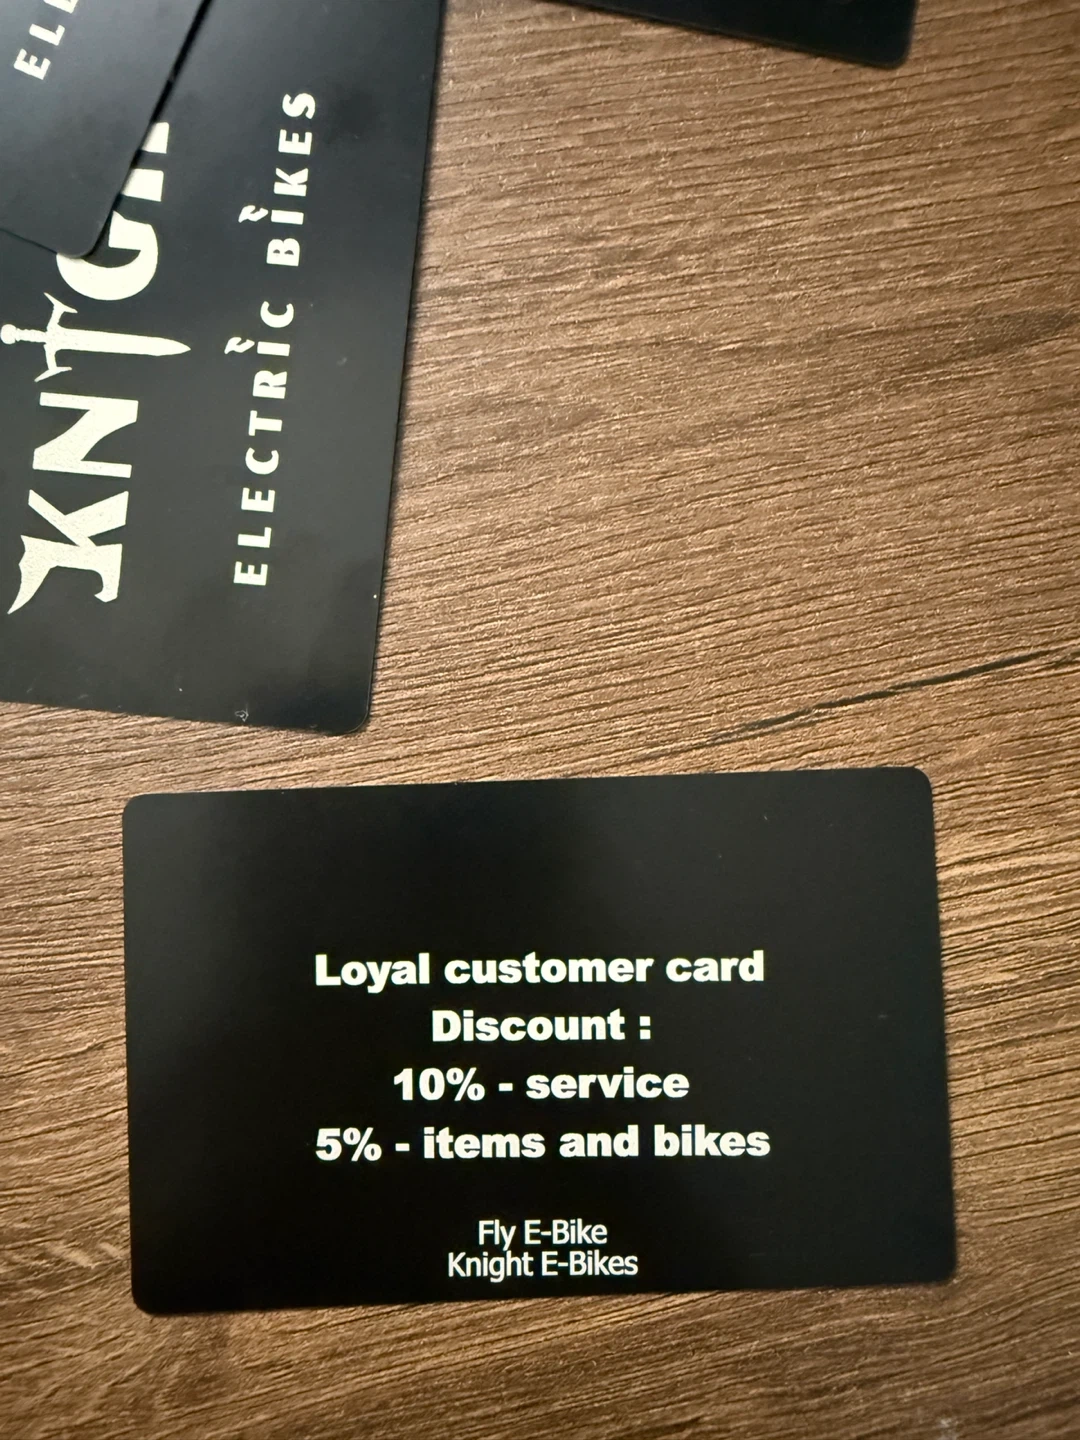 ELECTRIC BIKES
Loyal customer card
Discount :
10% - service
5% - items and bikes
Fly E-Bike
Knight E-Bikes